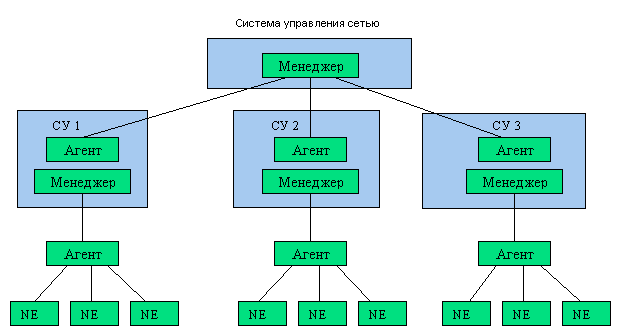 Система управления сетью
Менеджер
СУ 1
СУ 2
СУ 3
Агент
Агент
Агент
Менеджер
Менеджер
Менеджер
Агент
Агент
Агент
NE
NE
NE
NE
NE
NE
NE
NE
NE